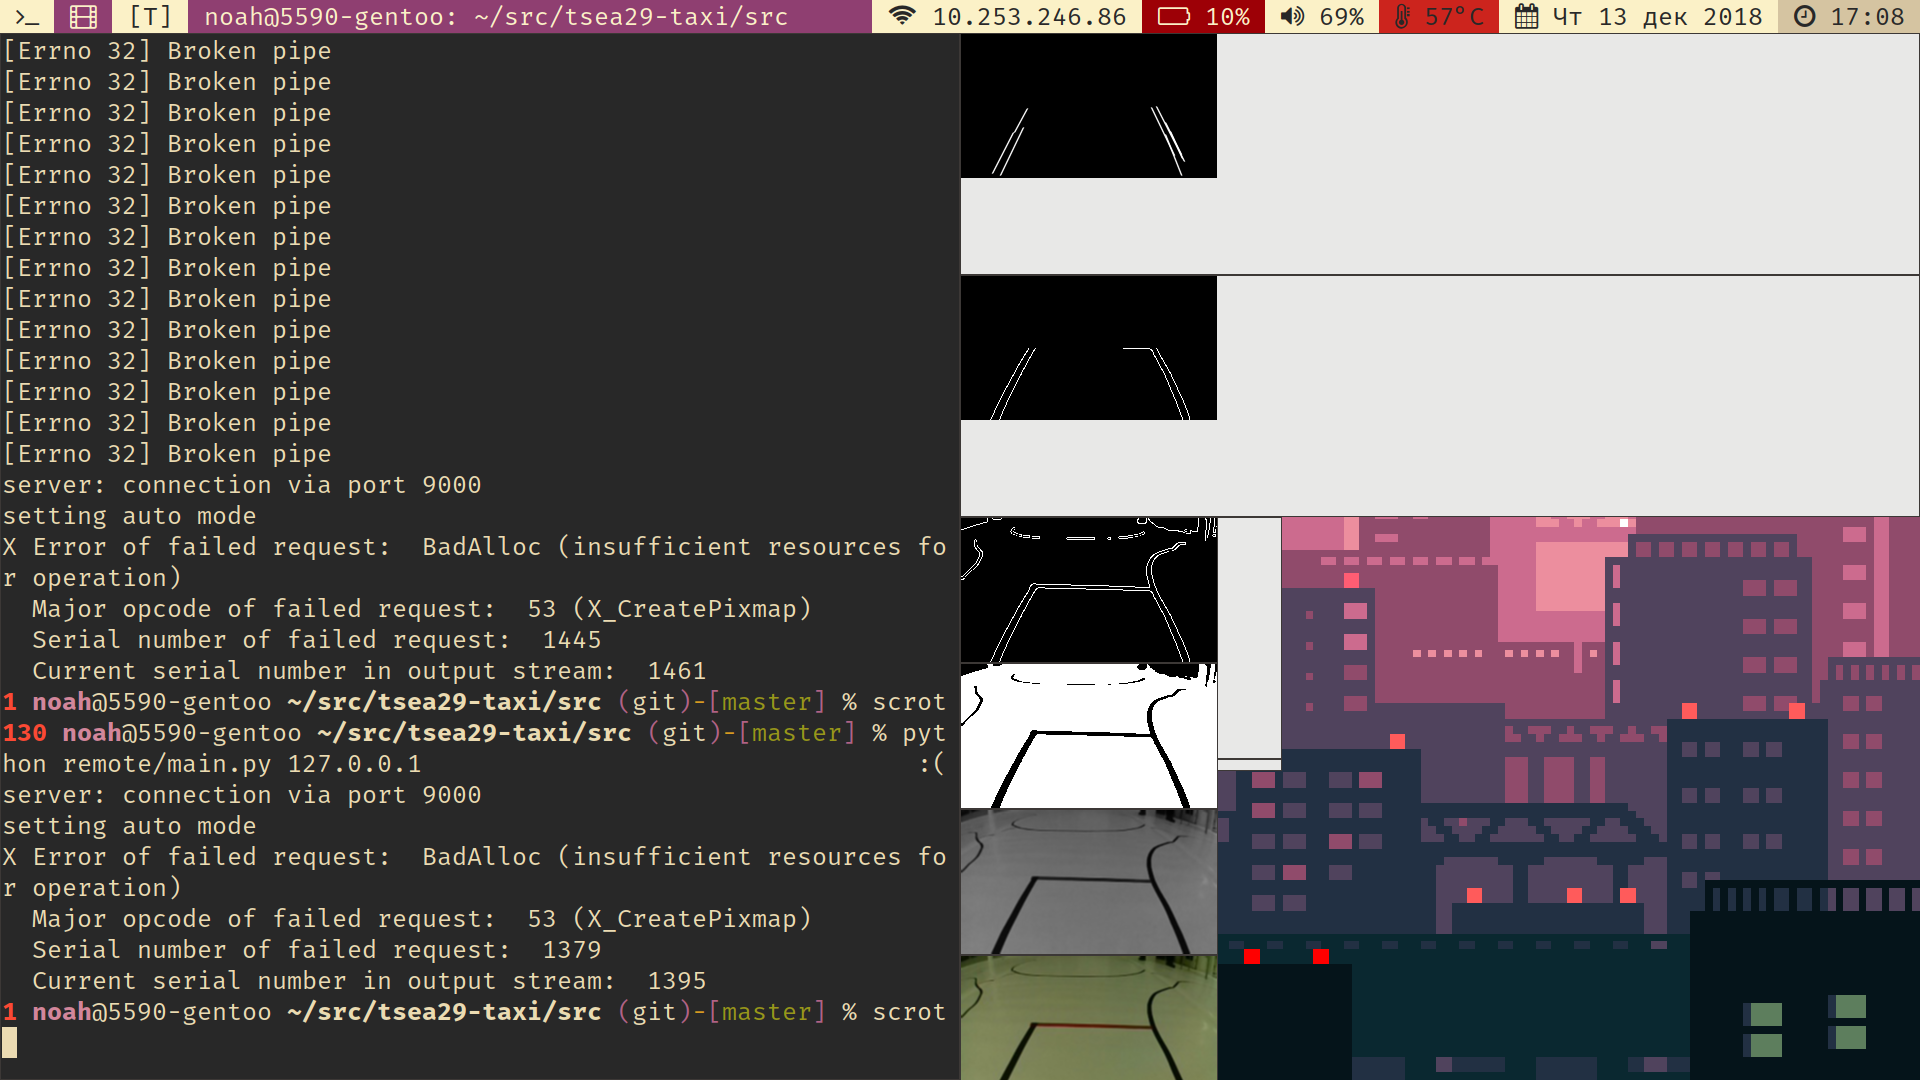 >_ [T] noah@5590-gentoo: ~/src/tsea29-taxi/src 10.253.246.86 10% 69% 57°C Чт 13 дек 2018 17:08
[Errno 32] Broken pipe
[Errno 32] Broken pipe
[Errno 32] Broken pipe
[Errno 32] Broken pipe
[Errno 32] Broken pipe
[Errno 32] Broken pipe
[Errno 32] Broken pipe
[Errno 32] Broken pipe
[Errno 32] Broken pipe
[Errno 32] Broken pipe
[Errno 32] Broken pipe
[Errno 32] Broken pipe
[Errno 32] Broken pipe
[Errno 32] Broken pipe
server: connection via port 9000
setting auto mode
X Error of failed request:  BadAlloc (insufficient resources fo
r operation)
  Major opcode of failed request:  53 (X_CreatePixmap)
  Serial number of failed request:  1445
  Current serial number in output stream:  1461
1 noah@5590-gentoo ~/src/tsea29-taxi/src (git)-[master] % scrot
130 noah@5590-gentoo ~/src/tsea29-taxi/src (git)-[master] % pyt
hon remote/main.py 127.0.0.1 :(
server: connection via port 9000
setting auto mode
X Error of failed request:  BadAlloc (insufficient resources fo
r operation)
  Major opcode of failed request:  53 (X_CreatePixmap)
  Serial number of failed request:  1379
  Current serial number in output stream:  1395
1 noah@5590-gentoo ~/src/tsea29-taxi/src (git)-[master] % scrot